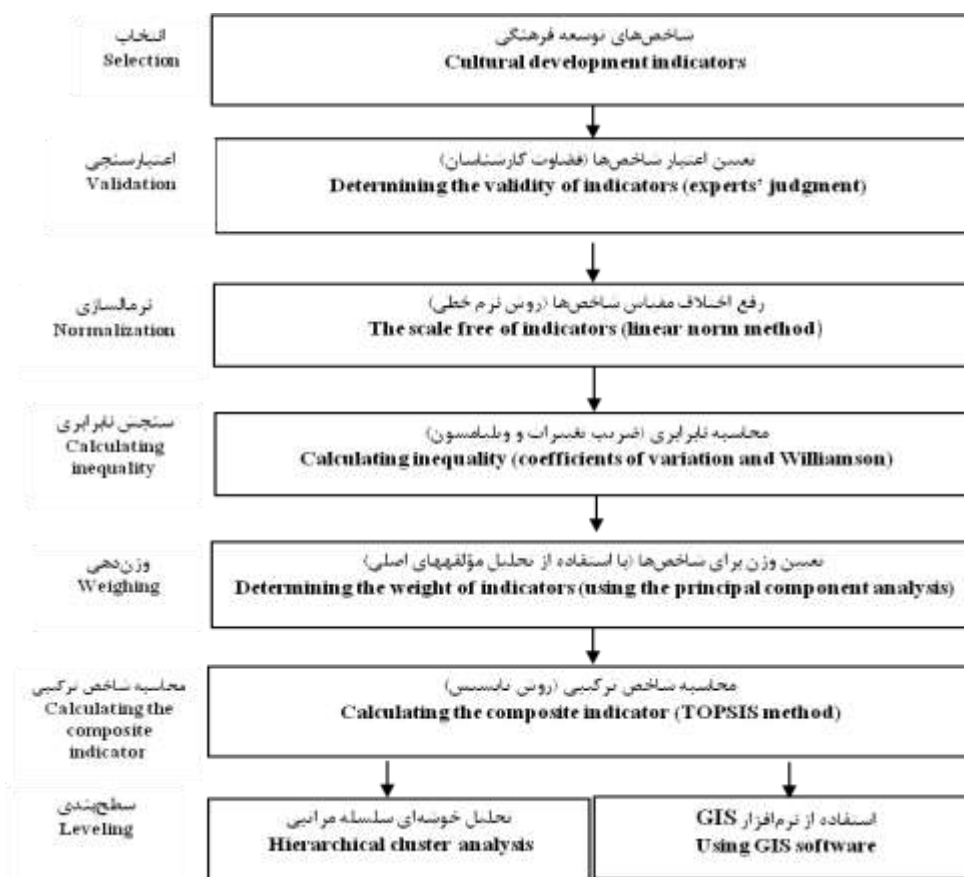 انتخاب
Selection
شاخص‌های توسعه فرهنگی
Cultural development indicators
اعتبارسنجی
Validation
تعیین اعتبار شاخص‌ها (قضاوت کارشناسان)
Determining the validity of indicators (experts’ judgment)
نرمالسازی
Normalization
رفع اختلاف مقیاس شاخص‌ها (روش نرم خطی)
The scale free of indicators (linear norm method)
سنجش نابرابری
Calculating
inequality
محاسبه نابرابری (ضریب تغییرات و ویلیامسون)
Calculating inequality (coefficients of variation and Williamson)
وزن‌دهی
Weighing
تعیین وزن برای شاخص‌ها (با استفاده از تحلیل مؤلفه‎های اصلی)
Determining the weight of indicators (using the principal component analysis)
محاسبه شاخص ترکیبی
Calculating the
composite
indicator
محاسبه شاخص ترکیبی (روش تاپسیس)
Calculating the composite indicator (TOPSIS method)
سطح‌بندی
Leveling
تحلیل خوشه‌ای سلسله مراتبی
Hierarchical cluster analysis
استفاده از نرم‌افزار GIS
Using GIS software